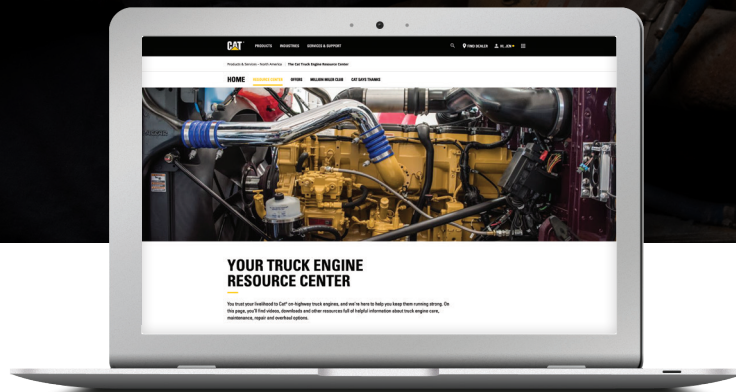 CAT
PRODUCTS INDUSTRIES SERVICES & SUPPORT FIND DEALER HI, JEN
Products & Services - North America The Cat Truck Engine Resource Center
HOME RESOURCE CENTER OFFERS MILLION MILER CLUB CAT SAYS THANKS
YOUR TRUCK ENGINE
RESOURCE CENTER
You trust your livelihood to Cat® on-highway truck engines, and we're here to help you keep them running strong. On
this page, you'll find videos, downloads and other resources full of helpful information about truck engine care,
maintenance, repair and overhaul options.